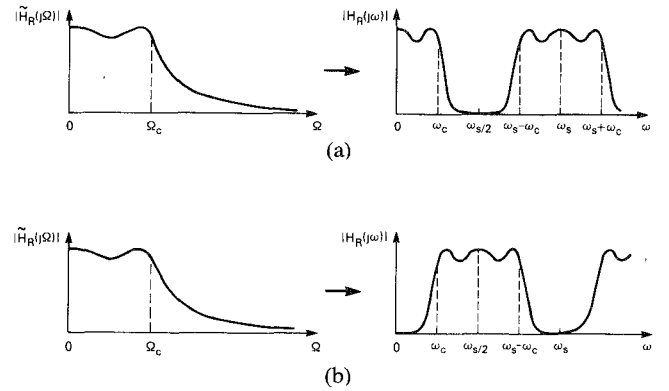 |H̃R(jΩ)|
0 Ωc Ω
|HR(jω)|
0 ωc ωs/2 ωs−ωc ωs ωs+ωc ω
(a)
|H̃R(jΩ)|
0 Ωc Ω
|HR(jω)|
0 ωc ωs/2 ωs−ωc ωs ω
(b)